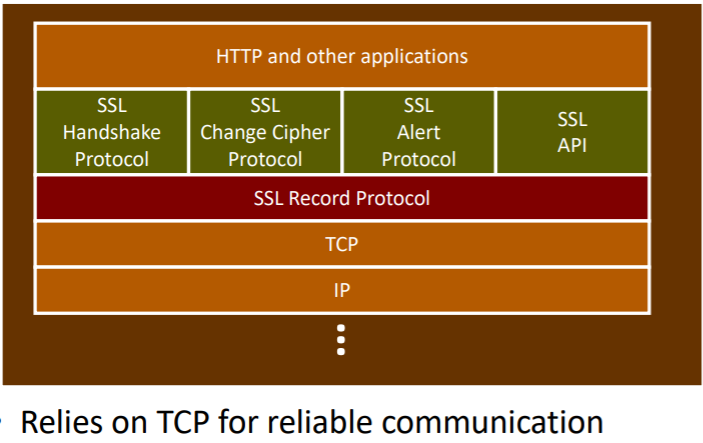 HTTP and other applications
SSL
Handshake
Protocol
SSL
Change Cipher
Protocol
SSL
Alert
Protocol
SSL
API
SSL Record Protocol
TCP
IP
Relies on TCP for reliable communication